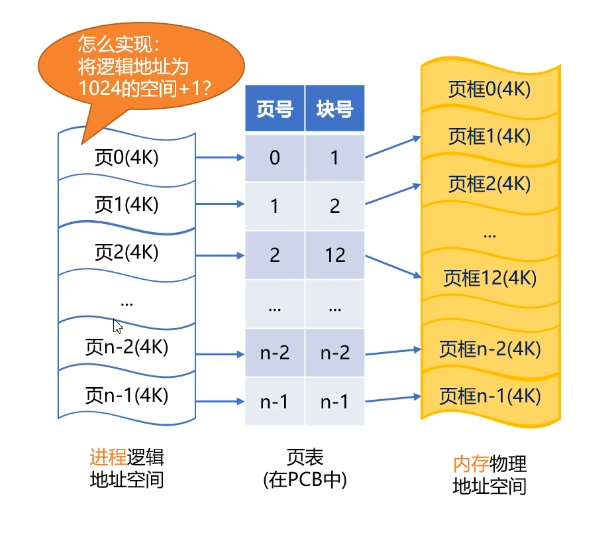 怎么实现：
将逻辑地址为
1024的空间+1？
页0(4K)
页1(4K)
页2(4K)
...
页n-2(4K)
页n-1(4K)
进程逻辑
地址空间
页号 块号
0 1
1 2
2 12
... ...
n-2 n-2
n-1 n-1
页表
(在PCB中)
页框0(4K)
页框1(4K)
页框2(4K)
...
页框12(4K)
页框n-2(4K)
页框n-1(4K)
内存物理
地址空间